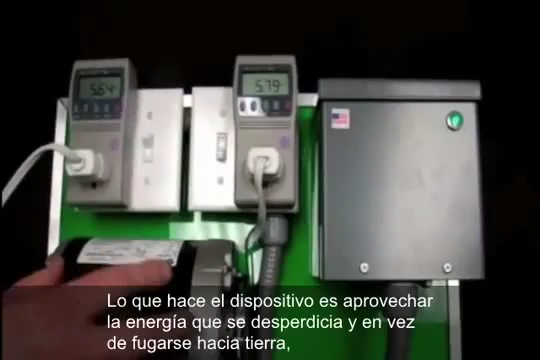 5.64
5.79
Lo que hace el dispositivo es aprovechar
la energía que se desperdicia y en vez
de fugarse hacia tierra,